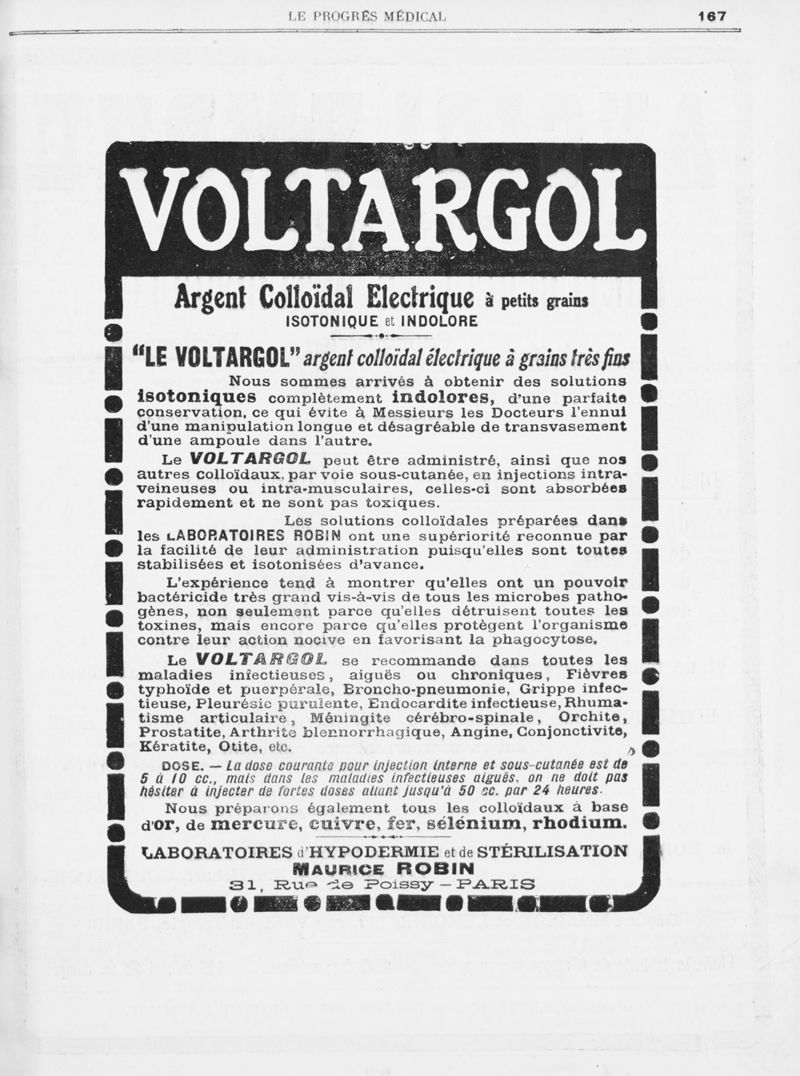 LE PROGRÈS MÉDICAL
167
VOLTARGOL
Argent Colloïdal Electrique à petits grains
ISOTONIQUE et INDOLORE
"LE VOLTARGOL" argent colloïdal électrique à grains très fins
Nous sommes arrivés à obtenir des solutions
isotoniques complètement indolores, d'une parfaite
conservation, ce qui évite à Messieurs les Docteurs l'ennui
d'une manipulation longue et désagréable de transvasement
d'une ampoule dans l'autre.
Le VOLTARGOL peut être administré, ainsi que nos
autres colloïdaux, par voie sous-cutanée, en injections intra-
veineuses ou intra-musculaires, celles-ci sont absorbées
rapidement et ne sont pas toxiques.
Les solutions colloïdales préparées dans
les LABORATOIRES ROBIN ont une supériorité reconnue par
la facilité de leur administration puisqu'elles sont toutes
stabilisées et isotonisées d'avance.
L'expérience tend à montrer qu'elles ont un pouvoir
bactéricide très grand vis-à-vis de tous les microbes patho-
gènes, non seulement parce qu'elles détruisent toutes les
toxines, mais encore parce qu'elles protègent l'organisme
contre leur action nocive en favorisant la phagocytose.
Le VOLTARGOL se recommande dans toutes les
maladies infectieuses, aiguës ou chroniques, Fièvres
typhoïde et puerpérale, Broncho-pneumonie, Grippe infec-
tieuse, Pleurésie purulente, Endocardite infectieuse, Rhuma-
tisme articulaire, Méningite cérébro-spinale, Orchite,
Prostatite, Arthrite blennorrhagique, Angine, Conjonctivite,
Kératite, Otite, etc.
DOSE. — La dose courante pour injection interne et sous-cutanée est de
5 à 10 cc., mais dans les maladies infectieuses aiguës, on ne doit pas
hésiter à injecter de fortes doses allant jusqu'à 50 cc. par 24 heures.
Nous préparons également tous les colloïdaux à base
d'or, de mercure, cuivre, fer, sélénium, rhodium.
LABORATOIRES d'HYPODERMIE et de STÉRILISATION
MAURICE ROBIN
31, Rue de Poissy — PARIS